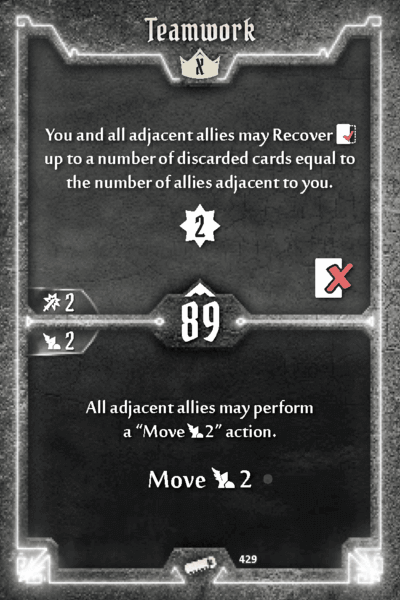 Teamwork
X
You and all adjacent allies may Recover
up to a number of discarded cards equal to
the number of allies adjacent to you.
2
2
89
2
All adjacent allies may perform
a “Move 2” action.
Move 2
429